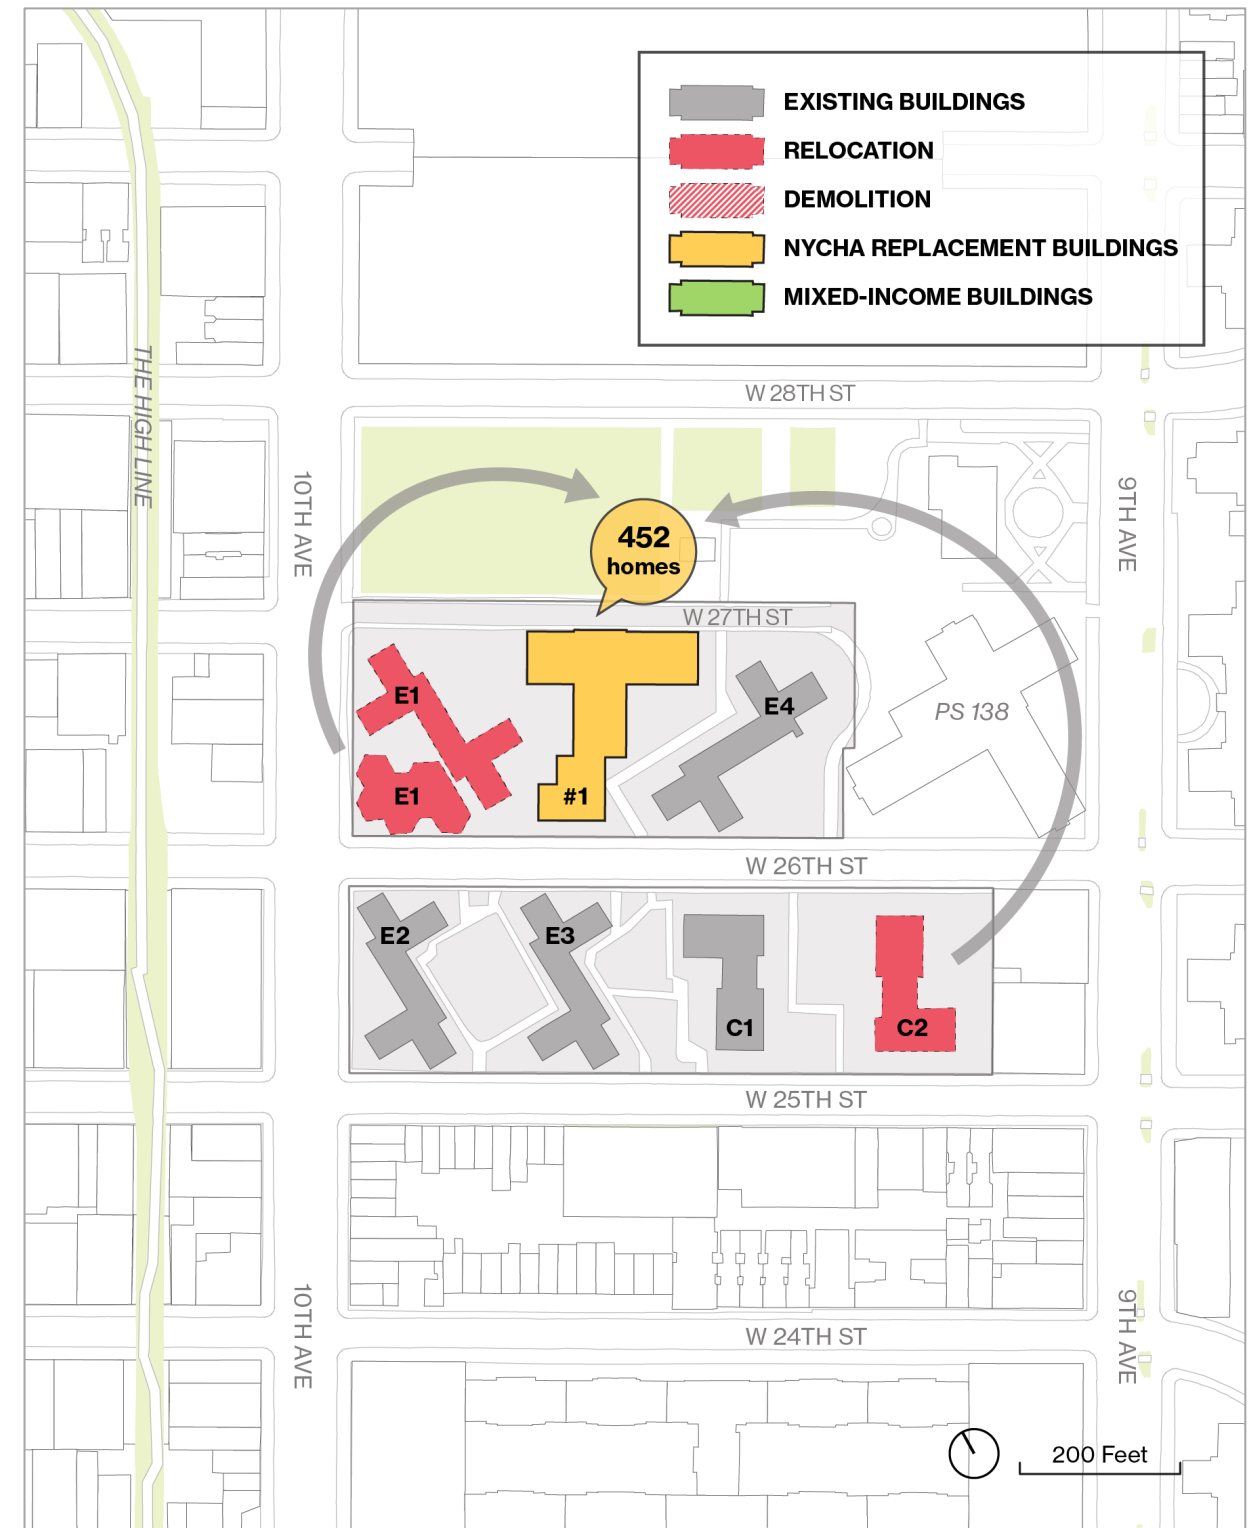 EXISTING BUILDINGS
RELOCATION
DEMOLITION
NYCHA REPLACEMENT BUILDINGS
MIXED-INCOME BUILDINGS
THE HIGH LINE
W 28TH ST
10TH AVE
9TH AVE
452
homes
W 27TH ST
E1
E4
PS 138
E1
#1
W 26TH ST
E2
E3
C1
C2
W 25TH ST
10TH AVE
9TH AVE
W 24TH ST
200 Feet